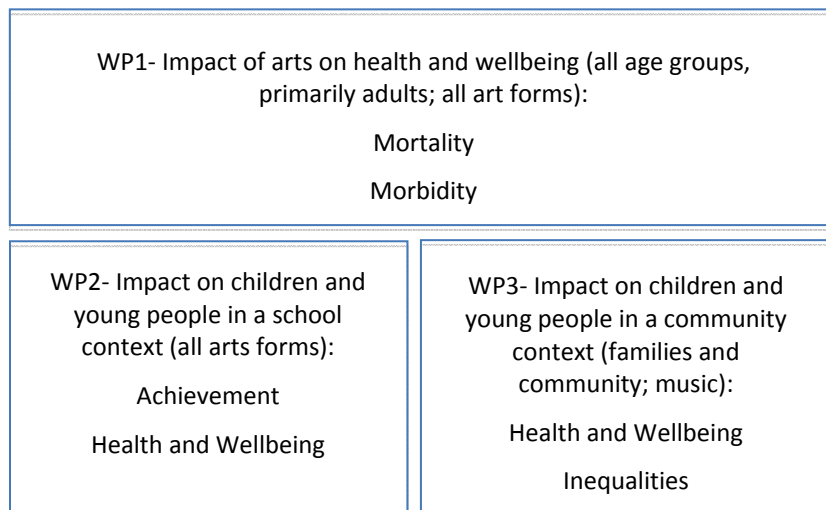 WP1- Impact of arts on health and wellbeing (all age groups,
primarily adults; all art forms):
Mortality
Morbidity
WP2- Impact on children and
young people in a school
context (all arts forms):
Achievement
Health and Wellbeing
WP3- Impact on children and
young people in a community
context (families and
community; music):
Health and Wellbeing
Inequalities